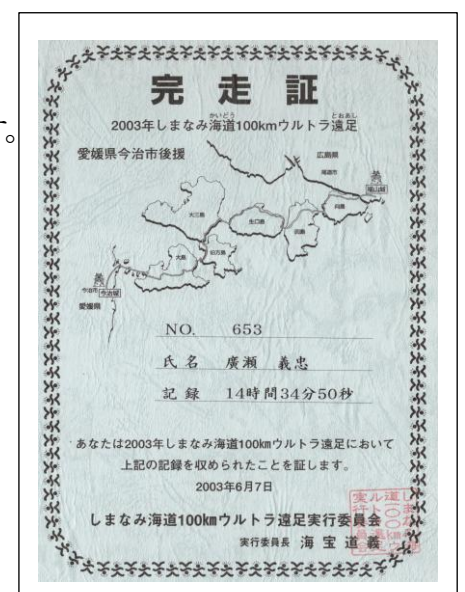 す。
完走証
2003年しまなみ海道100kmウルトラ遠足
かいどう
とおあし
愛媛県今治市後援
広島県
尾道市
福山城
向島
因島
生口島
大三島
伯方島
大島
今治市
今治城
愛媛県
NO. 653
氏名 廣瀬 義忠
記録 14時間34分50秒
あなたは2003年しまなみ海道100kmウルトラ遠足において
上記の記録を収められたことを証します。
2003年6月7日
しまなみ海道100kmウルトラ遠足実行委員会
実行委員長 海宝道義